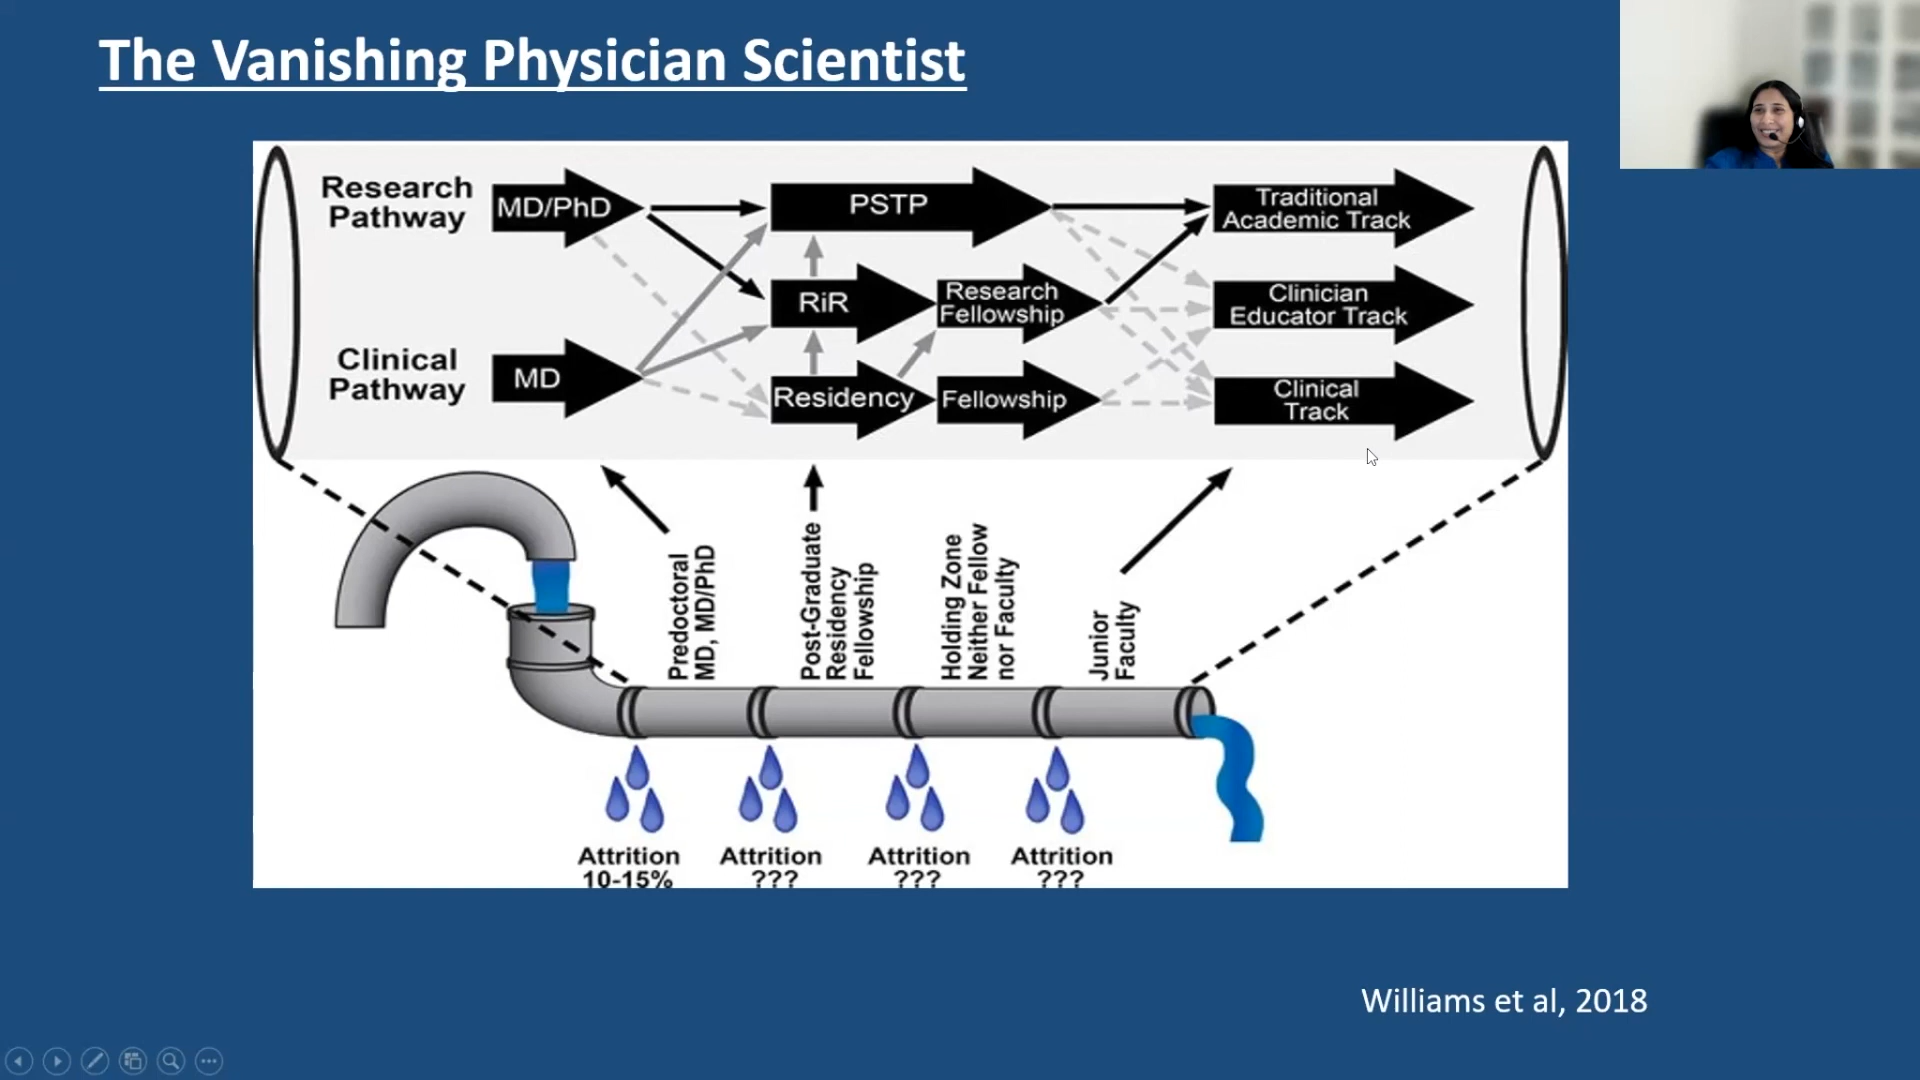 The Vanishing Physician Scientist
Research
Pathway
MD/PhD
PSTP
Traditional
Academic Track
RiR
Research
Fellowship
Clinician
Educator Track
Clinical
Pathway
MD
Residency
Fellowship
Clinical
Track
Predoctoral
MD, MD/PhD
Post-Graduate
Residency
Fellowship
Holding Zone
Neither Fellow
nor Faculty
Junior
Faculty
Attrition
10-15%
Attrition
???
Attrition
???
Attrition
???
Williams et al, 2018